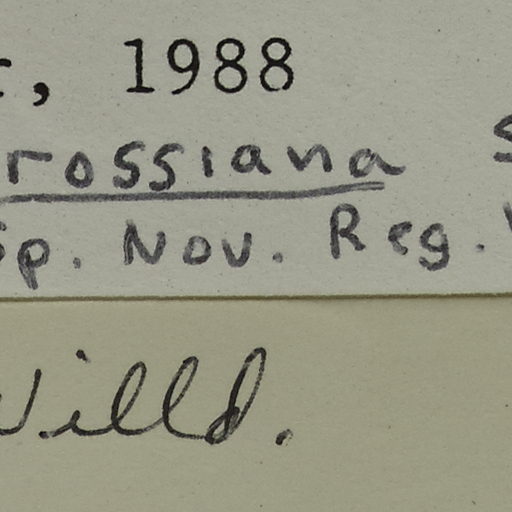 , 1988
rossiana
Sp. Nov. Reg.
Willd.